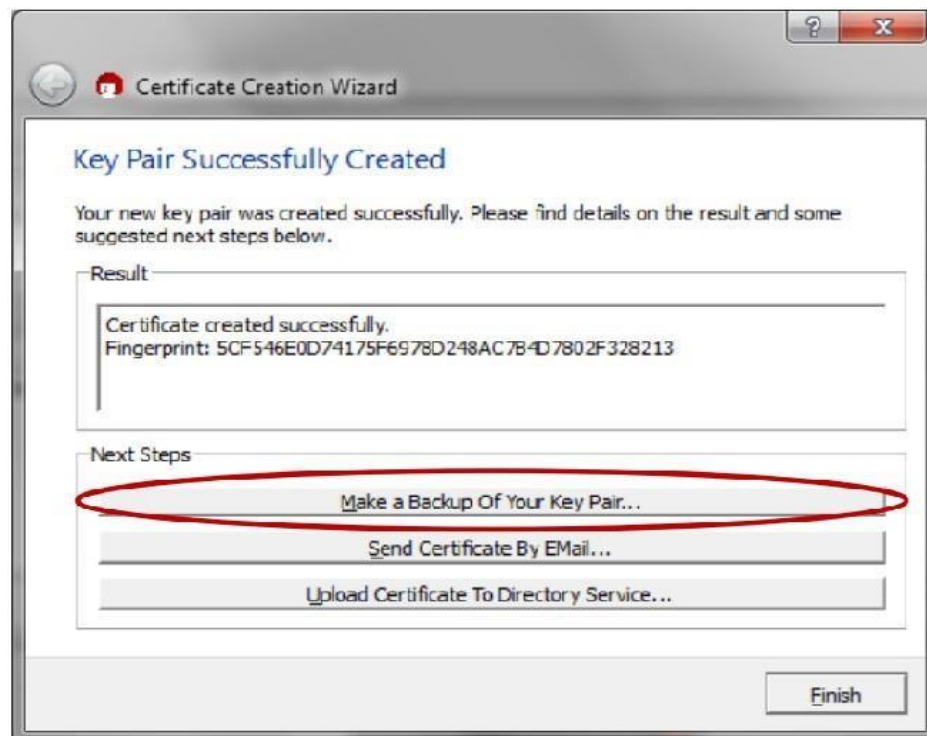 Certificate Creation Wizard
Key Pair Successfully Created
Your new key pair was created successfully. Please find details on the result and some
suggested next steps below.
Result
Certificate created successfully.
Fingerprint: 5CF546E0D74175F6978D248AC7B4D7802F328213
Next Steps
Make a Backup Of Your Key Pair...
Send Certificate By EMail...
Upload Certificate To Directory Service...
Finish